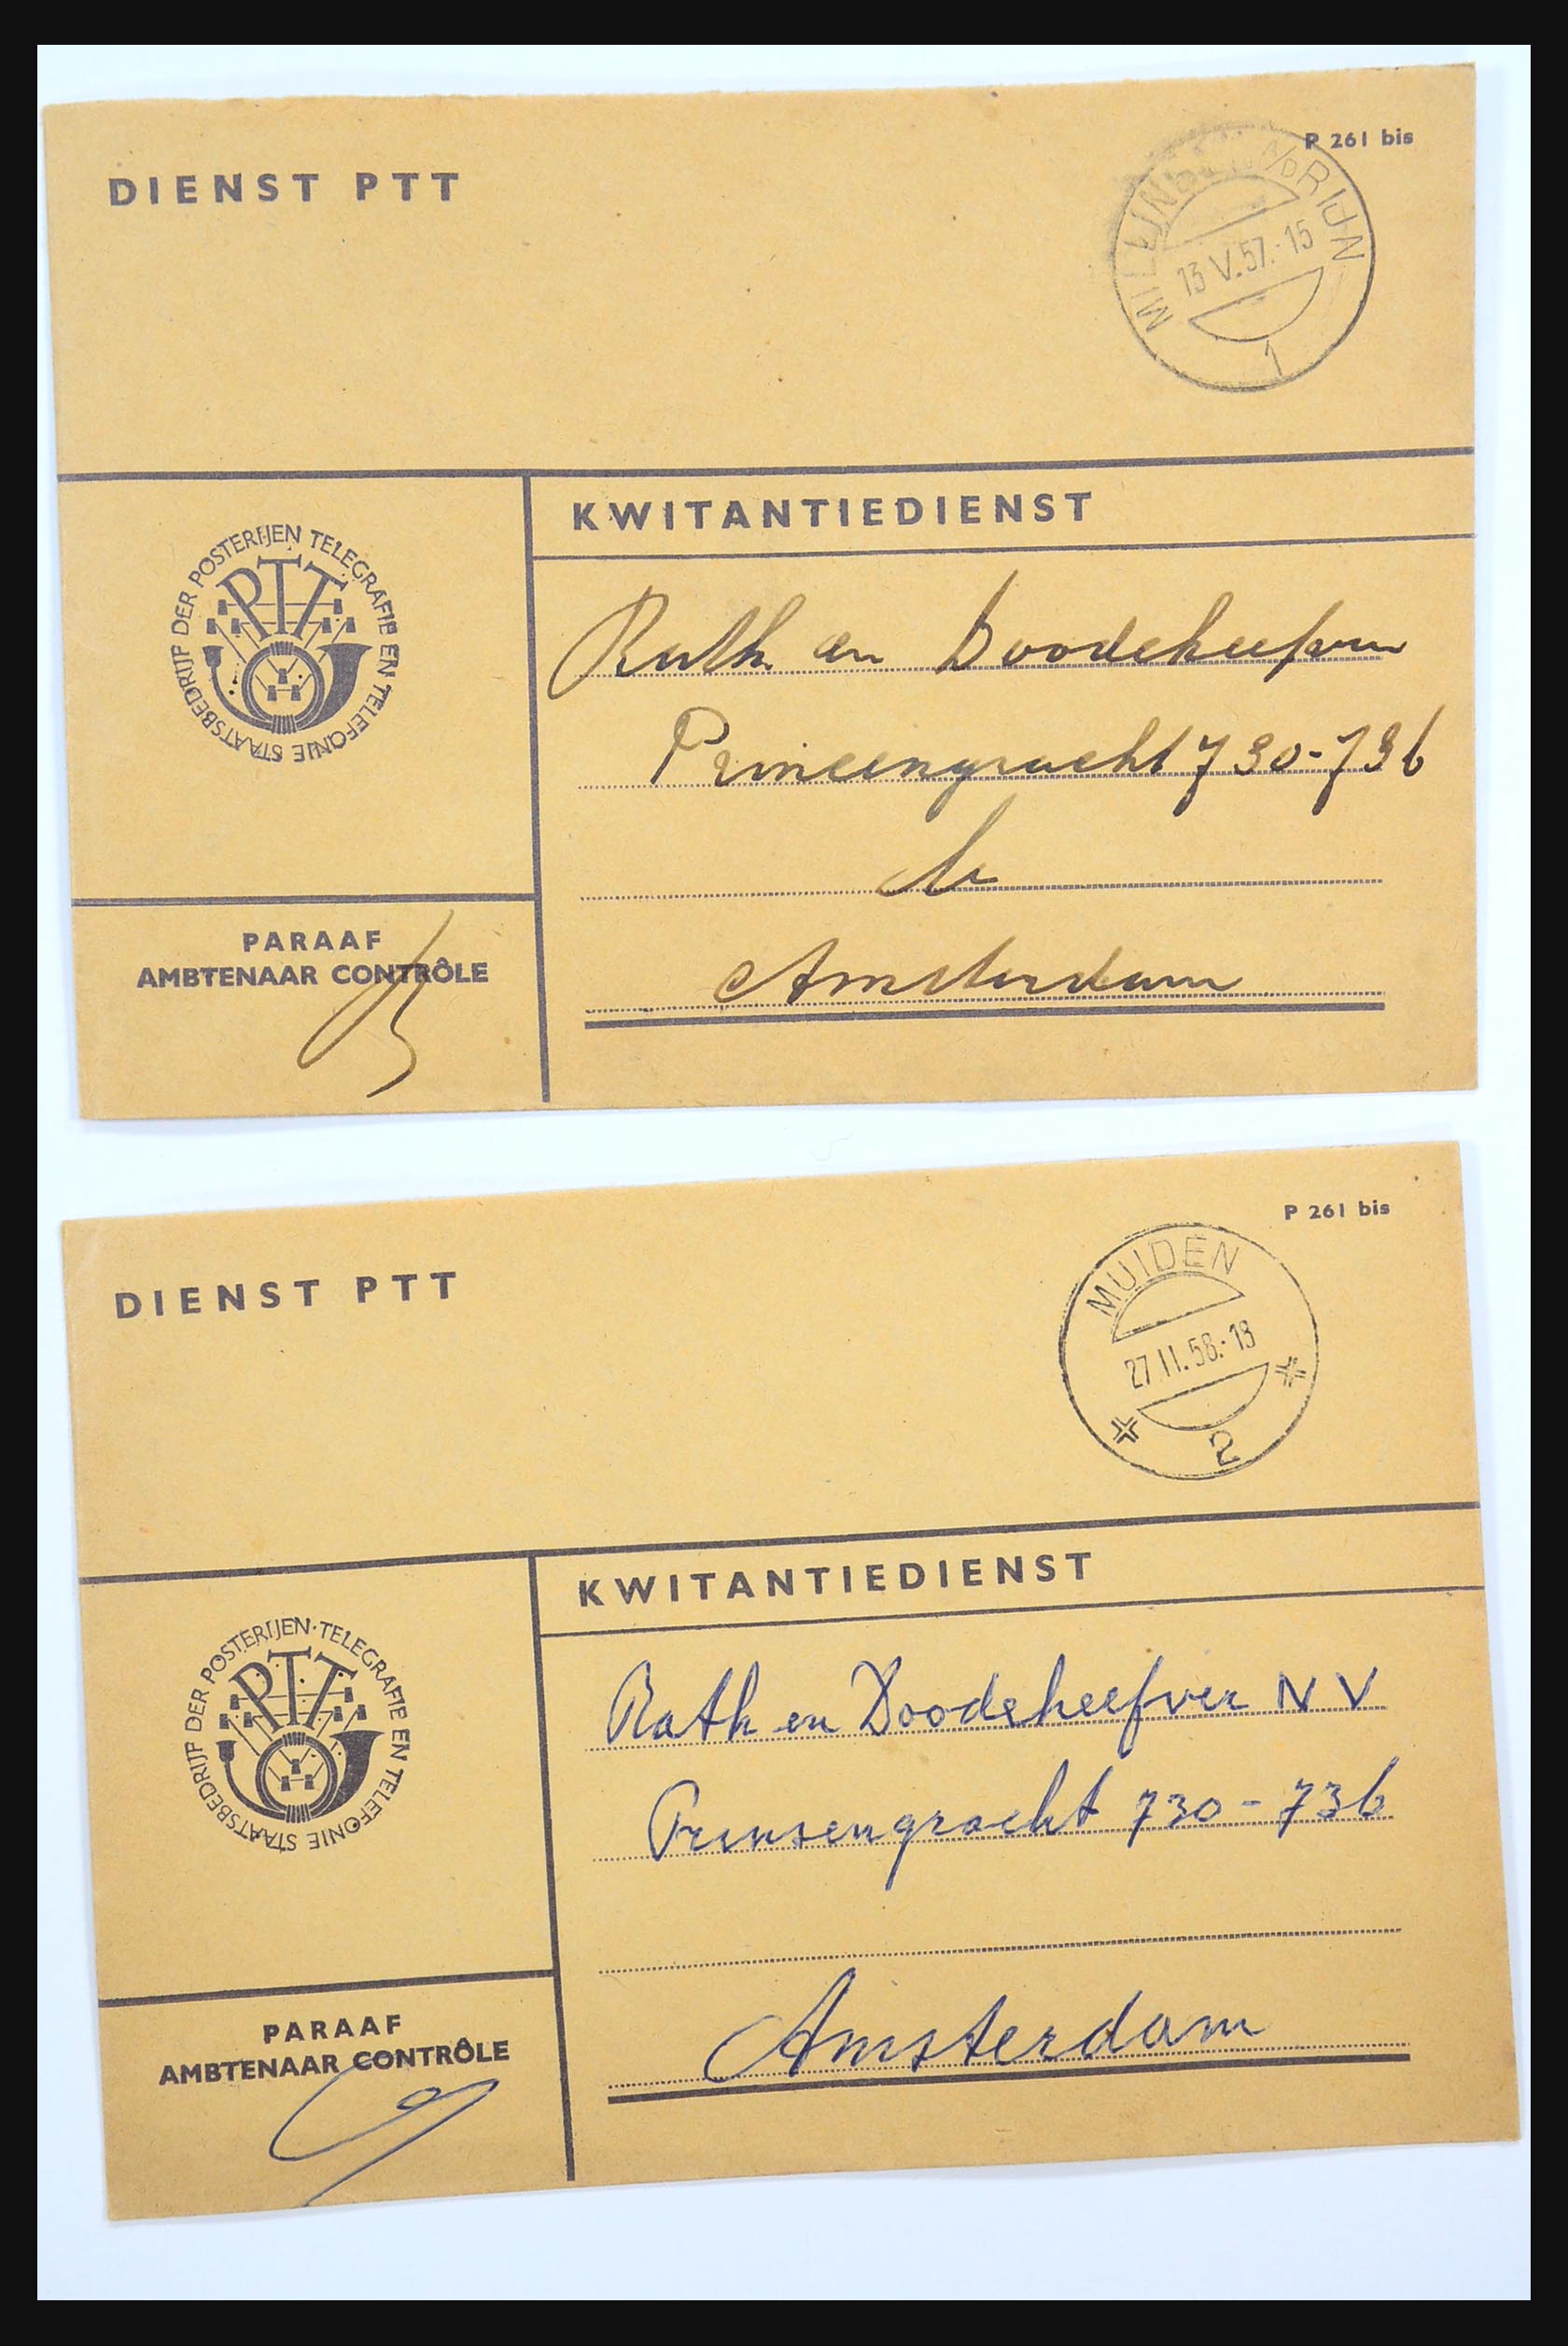 P 261 bis
DIENST PTT
MILLINGEN A/D RIJN
13 V.57.-15
1
KWITANTIEDIENST
STAATSBEDRIJF DER POSTERIJEN TELEGRAFIE EN TELEFONIE
PTT
Rath en Doodeheefver
Princengracht 730-736
te
Amsterdam
PARAAF
AMBTENAAR CONTRÔLE
P 261 bis
DIENST PTT
MUIDEN
27 II.58.-18
2
KWITANTIEDIENST
STAATSBEDRIJF DER POSTERIJEN·TELEGRAFIE EN TELEFONIE
PTT
Rath en Doodeheefver N V
Prinsengracht 730-736
Amsterdam
PARAAF
AMBTENAAR CONTRÔLE